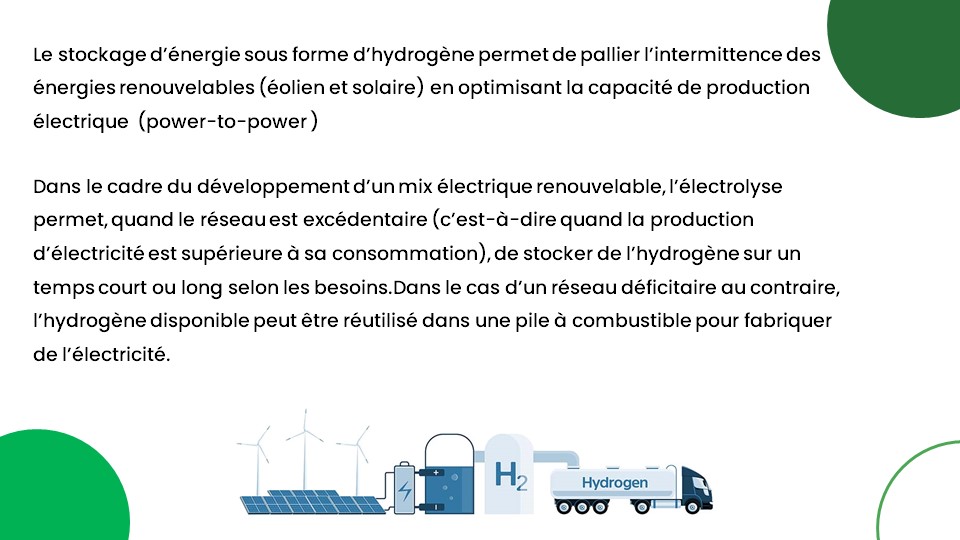 Le stockage d’énergie sous forme d’hydrogène permet de pallier l’intermittence des
énergies renouvelables (éolien et solaire) en optimisant la capacité de production
électrique (power-to-power)
Dans le cadre du développement d’un mix électrique renouvelable, l’électrolyse
permet, quand le réseau est excédentaire (c’est-à-dire quand la production
d’électricité est supérieure à sa consommation), de stocker de l’hydrogène sur un
temps court ou long selon les besoins.Dans le cas d’un réseau déficitaire au contraire,
l’hydrogène disponible peut être réutilisé dans une pile à combustible pour fabriquer
de l’électricité.
H2
Hydrogen